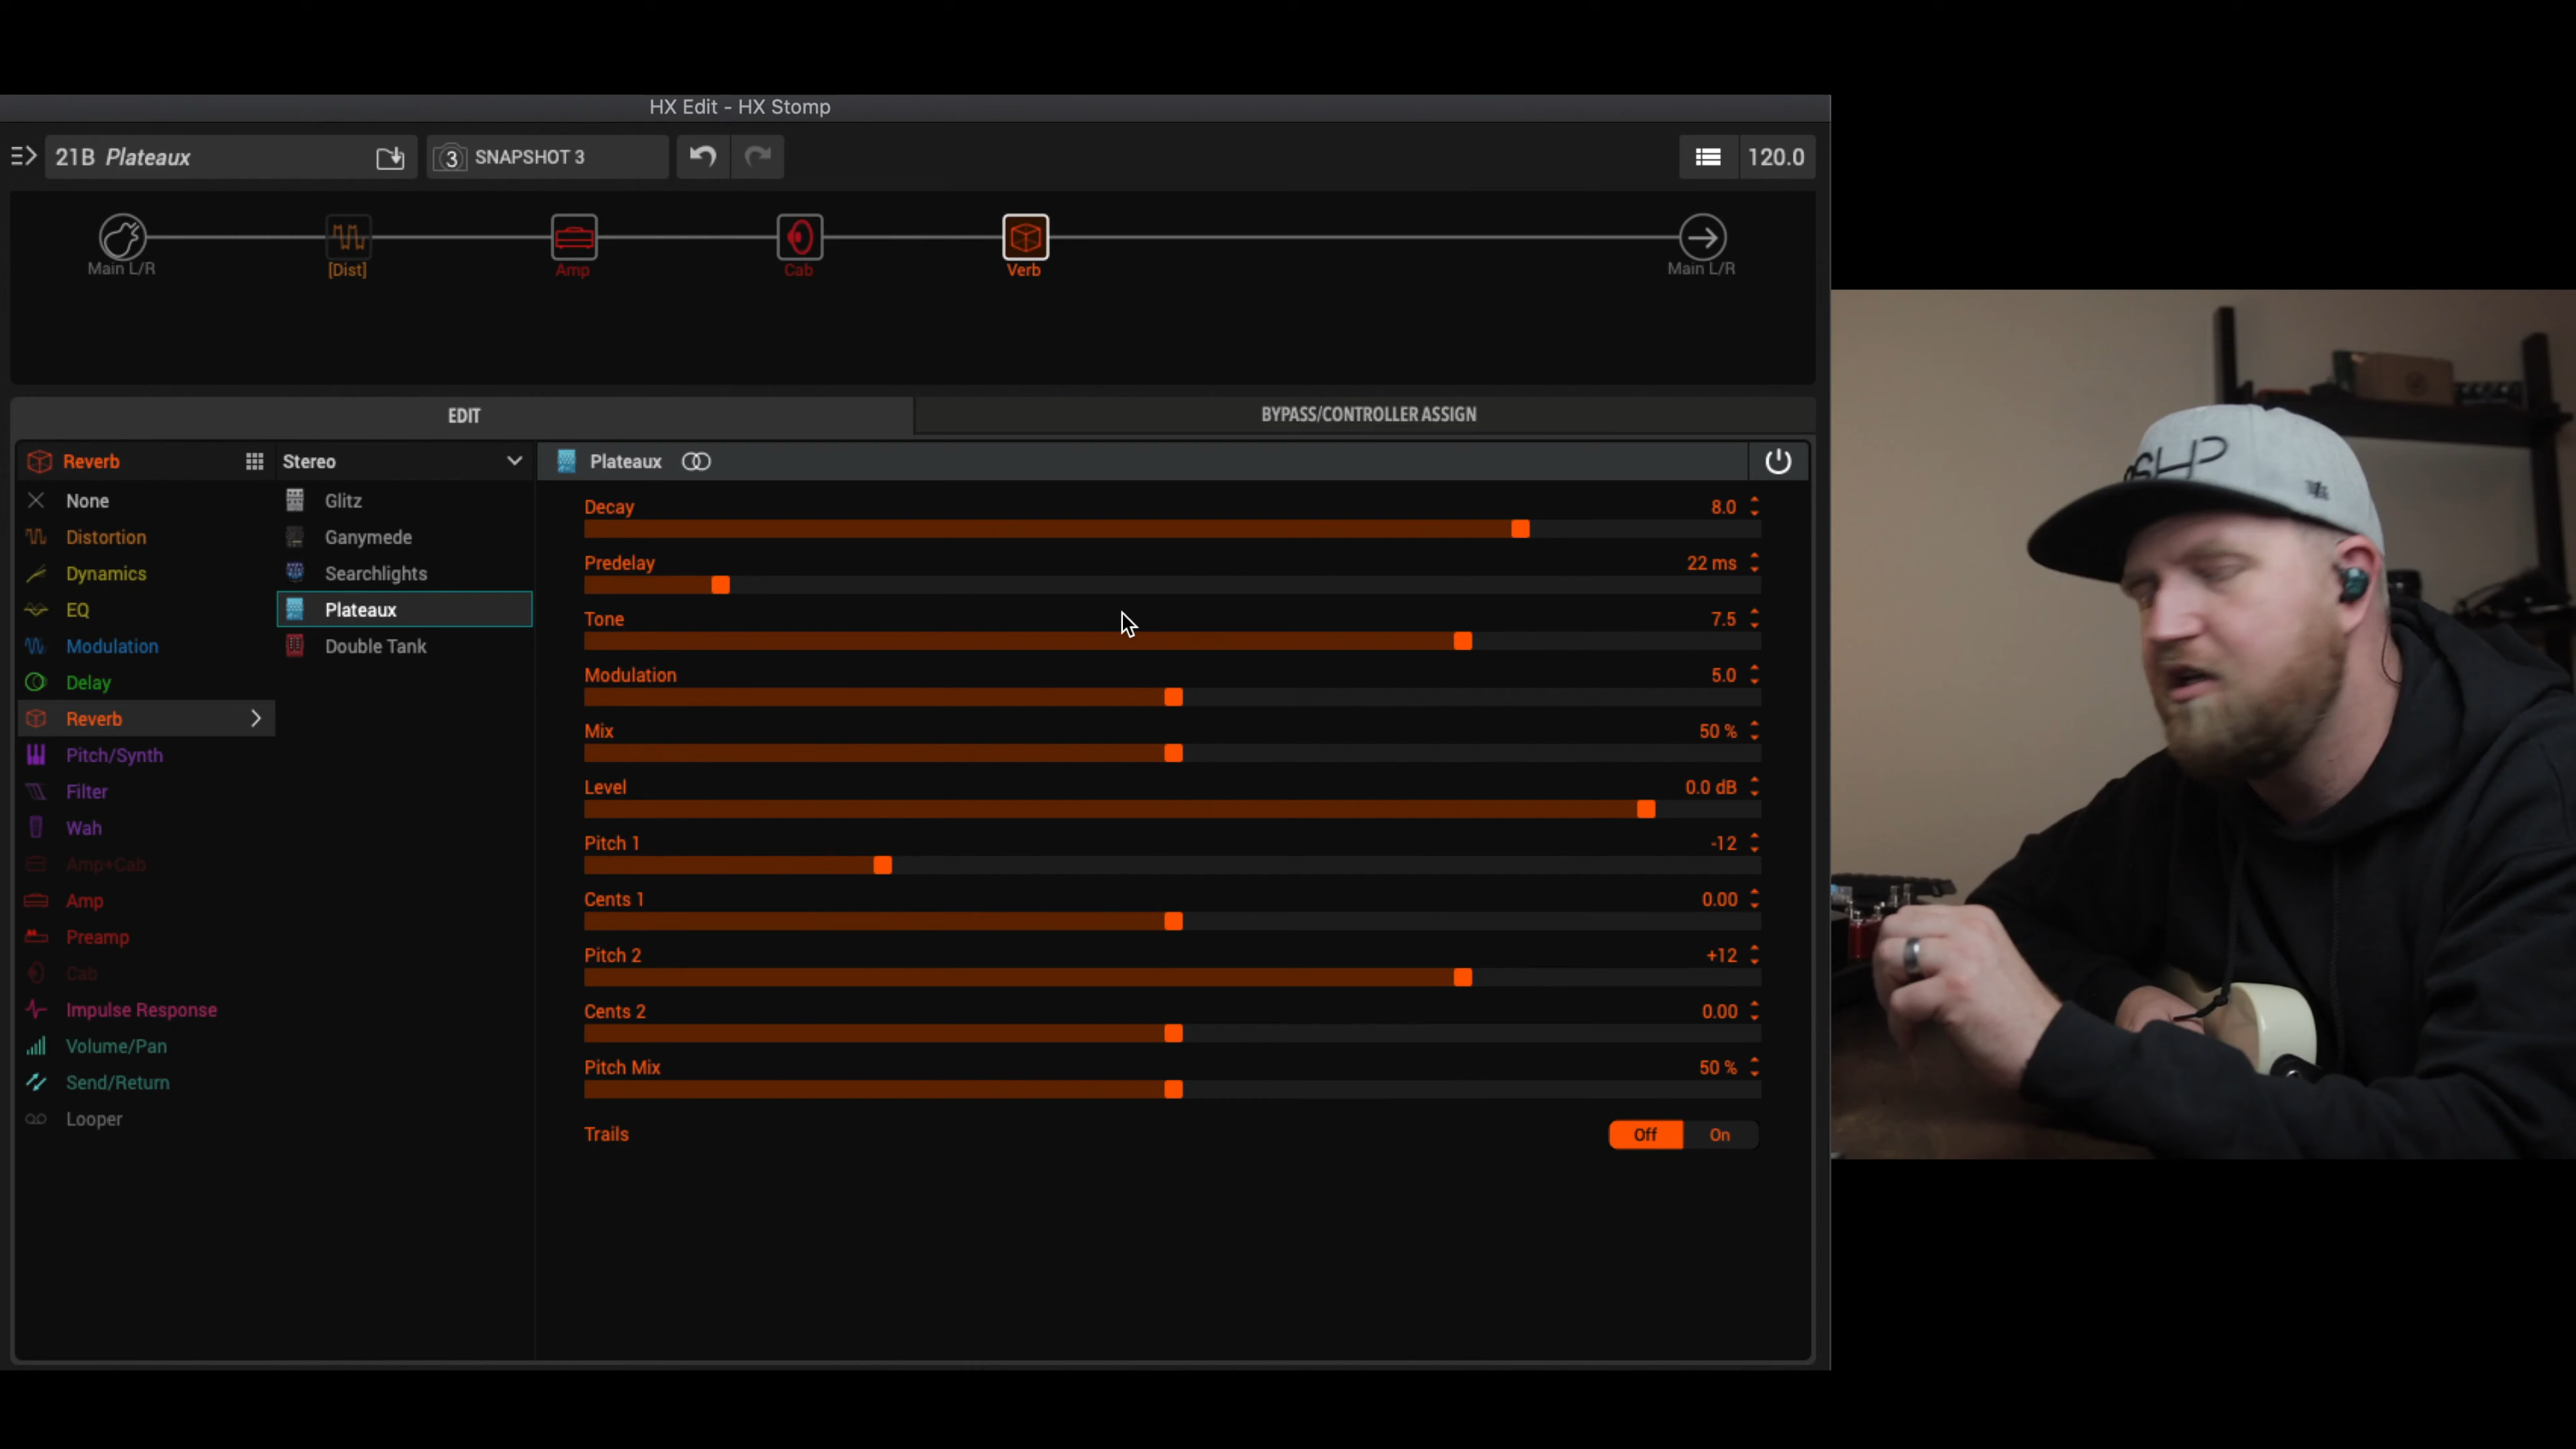 HX Edit - HX Stomp
21B Plateaux
3 SNAPSHOT 3
120.0
Main L/R
[Dist]
Amp
Cab
Verb
Main L/R
EDIT
BYPASS/CONTROLLER ASSIGN
Reverb
None
Distortion
Dynamics
EQ
Modulation
Delay
Reverb
Pitch/Synth
Filter
Wah
Amp+Cab
Amp
Preamp
Cab
Impulse Response
Volume/Pan
Send/Return
Looper
Stereo
Glitz
Ganymede
Searchlights
Plateaux
Double Tank
Plateaux
Decay 8.0
Predelay 22 ms
Tone 7.5
Modulation 5.0
Mix 50 %
Level 0.0 dB
Pitch 1 -12
Cents 1 0.00
Pitch 2 +12
Cents 2 0.00
Pitch Mix 50 %
Trails Off On